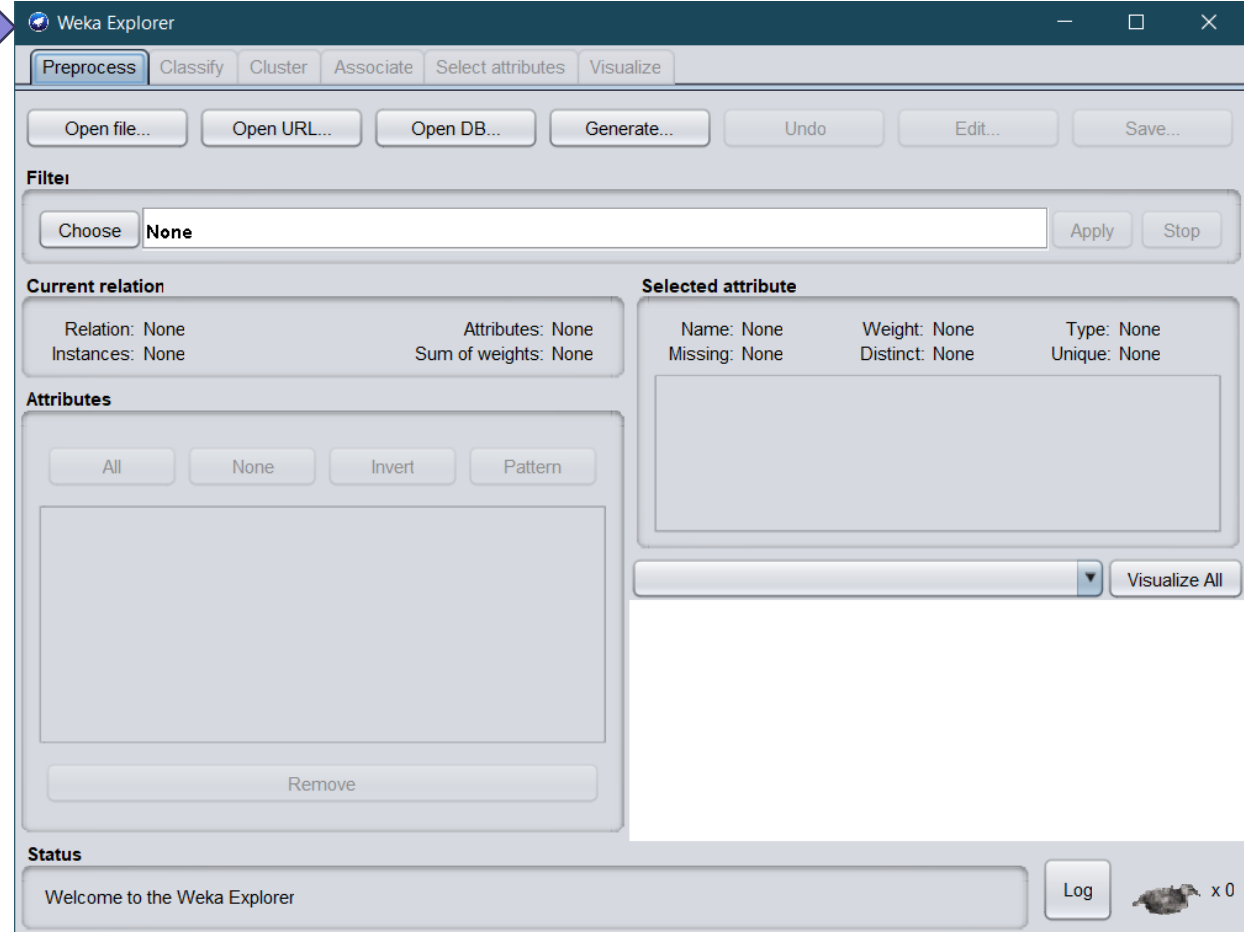 Weka Explorer
Preprocess Classify Cluster Associate Select attributes Visualize
Open file... Open URL... Open DB... Generate... Undo Edit... Save...
Filter
Choose None Apply Stop
Current relation
Relation: None Attributes: None
Instances: None Sum of weights: None
Selected attribute
Name: None Weight: None Type: None
Missing: None Distinct: None Unique: None
Attributes
All None Invert Pattern
Remove
Visualize All
Status
Welcome to the Weka Explorer
Log x 0